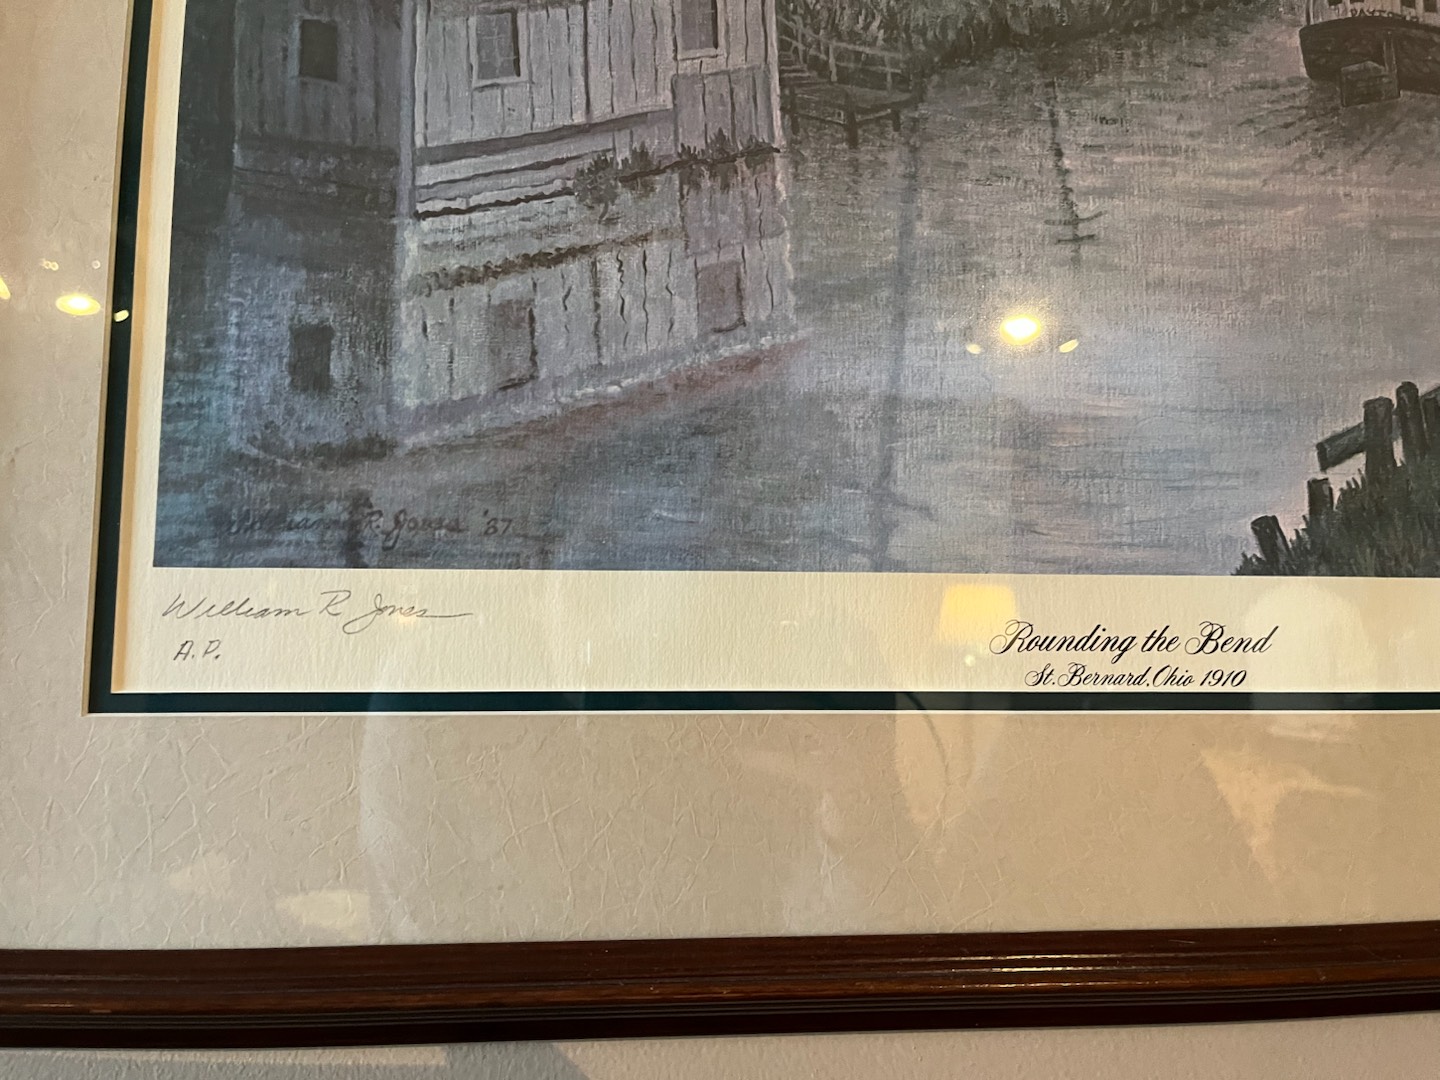 William R. Jones '87
William R Jones
A.P.
Rounding the Bend
St. Bernard, Ohio 1910